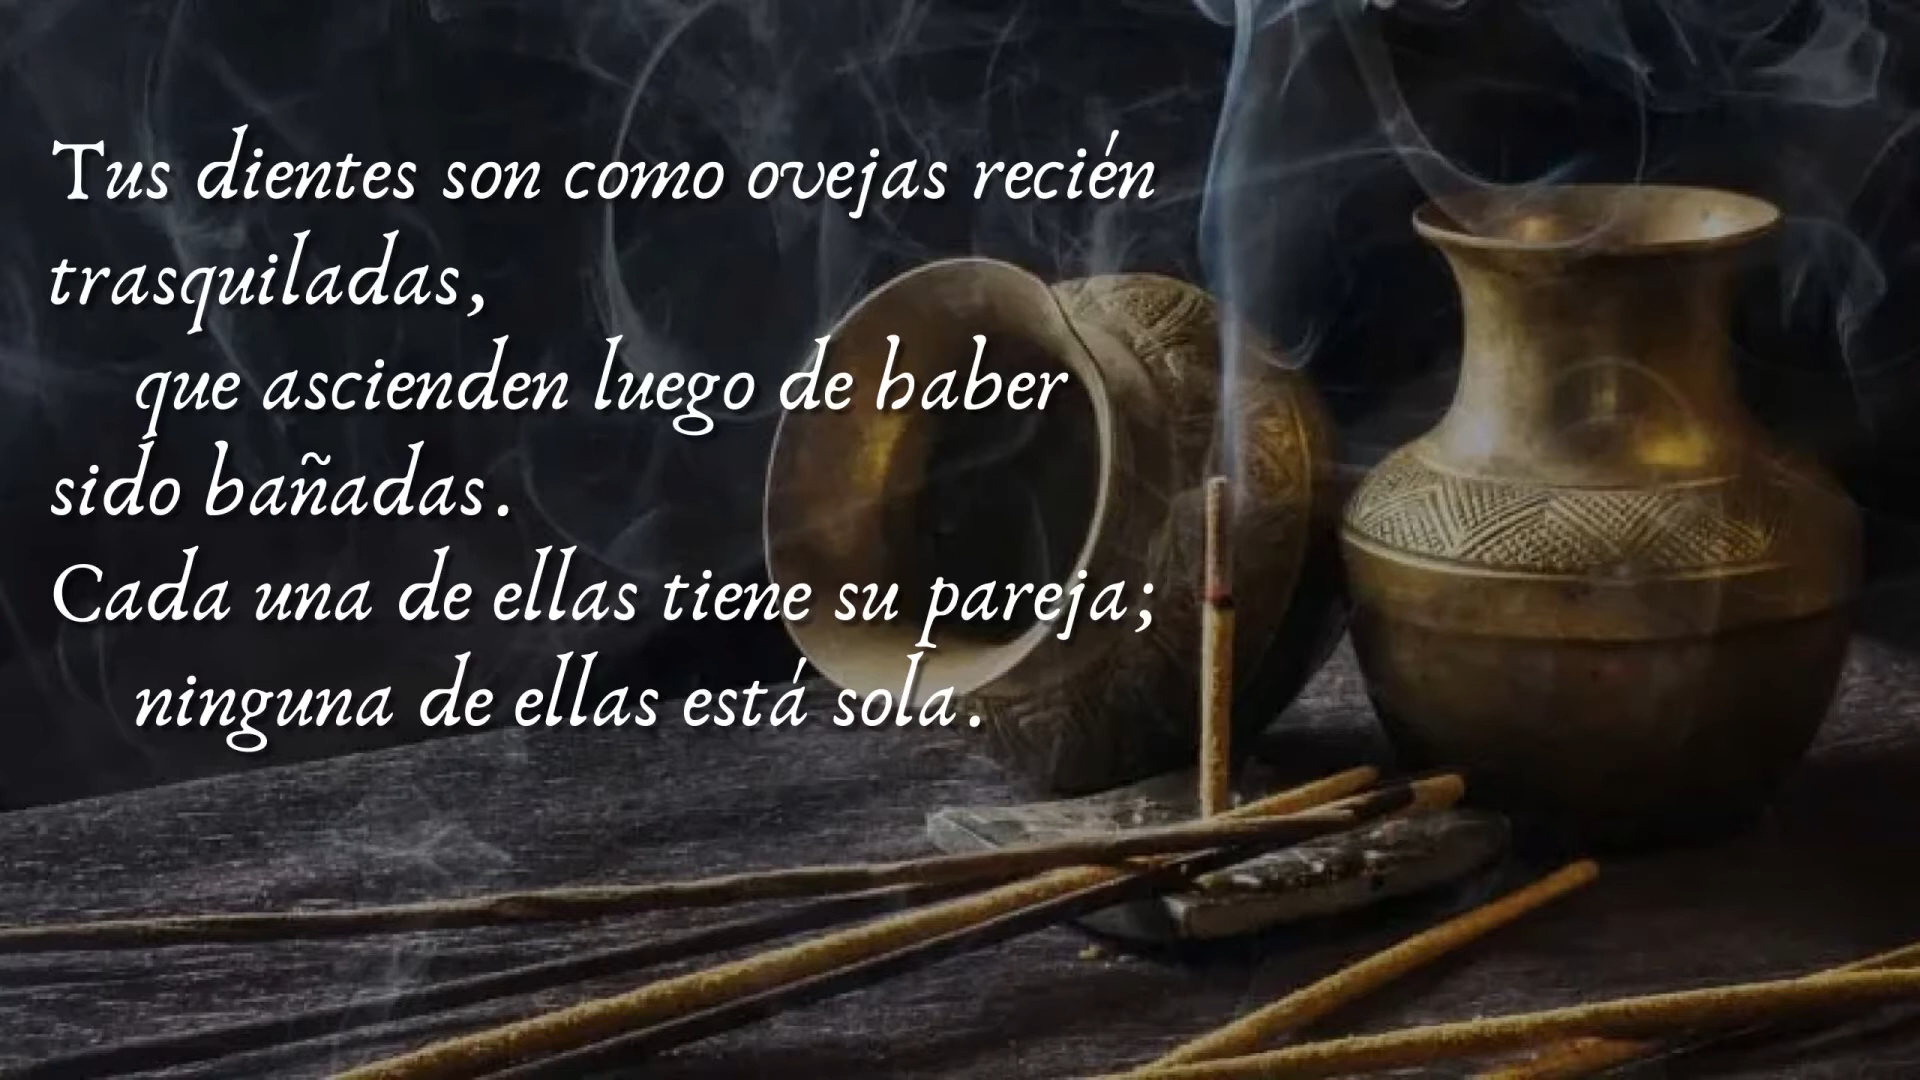 Tus dientes son como ovejas recién
trasquiladas,
que ascienden luego de haber
sido bañadas.
Cada una de ellas tiene su pareja;
ninguna de ellas está sola.